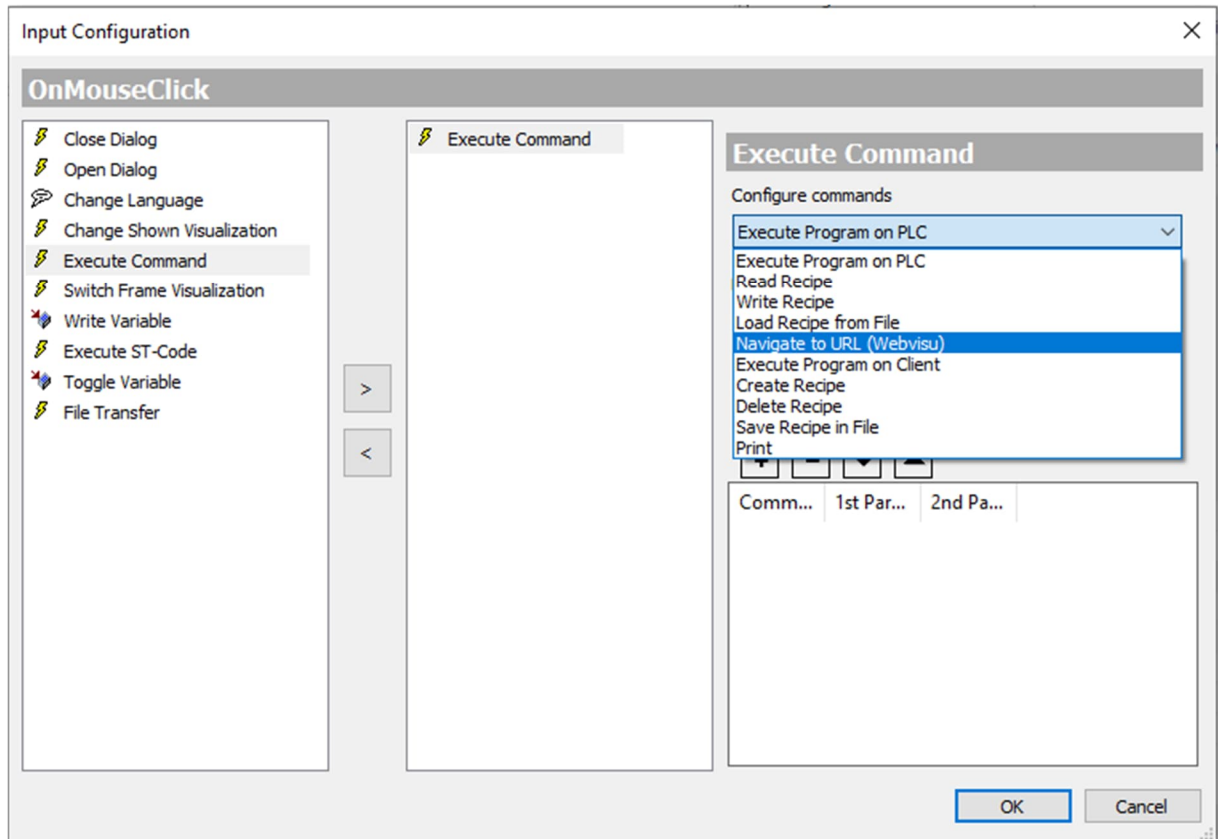 Input Configuration
OnMouseClick
Close Dialog
Open Dialog
Change Language
Change Shown Visualization
Execute Command
Switch Frame Visualization
Write Variable
Execute ST-Code
Toggle Variable
File Transfer
>
<
Execute Command
Execute Command
Configure commands
Execute Program on PLC
Execute Program on PLC
Read Recipe
Write Recipe
Load Recipe from File
Navigate to URL (Webvisu)
Execute Program on Client
Create Recipe
Delete Recipe
Save Recipe in File
Print
Comm... 1st Par... 2nd Pa...
OK Cancel